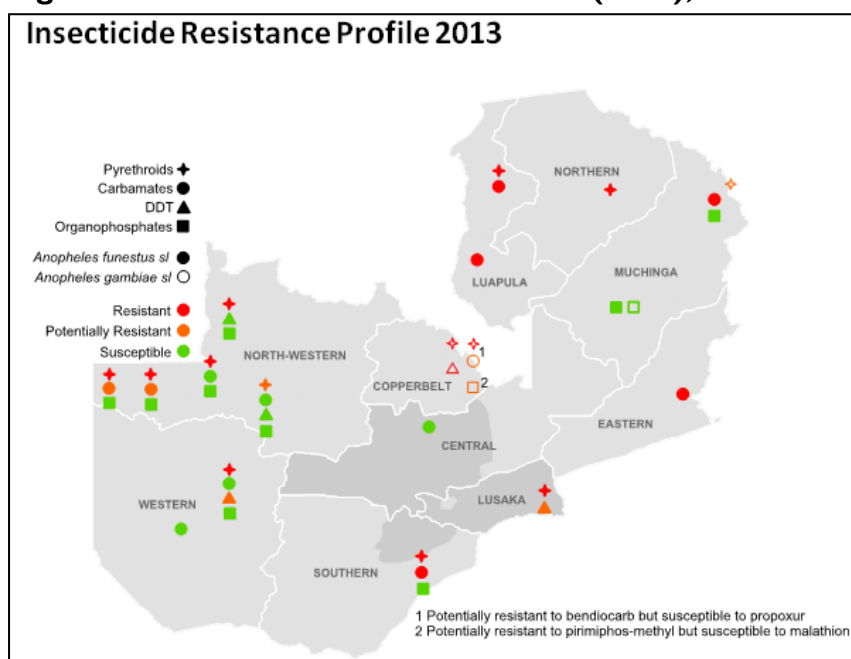 Insecticide Resistance Profile 2013
Pyrethroids
Carbamates
DDT
Organophosphates
Anopheles funestus sl
Anopheles gambiae sl
Resistant
Potentially Resistant
Susceptible
NORTHERN
LUAPULA
MUCHINGA
NORTH-WESTERN
COPPERBELT
1
2
CENTRAL
EASTERN
LUSAKA
WESTERN
SOUTHERN
1 Potentially resistant to bendiocarb but susceptible to propoxur
2 Potentially resistant to pirimiphos-methyl but susceptible to malathion